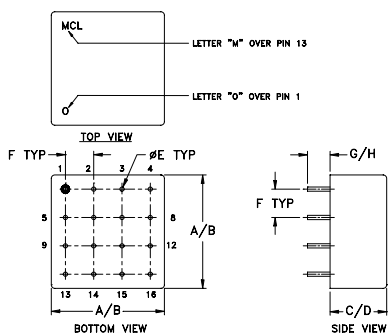 MCL
LETTER "M" OVER PIN 13
O
LETTER "O" OVER PIN 1
TOP VIEW
F TYP
ØE TYP
G/H
1 2 3 4
F TYP
5 8
A/B
9 12
13 14 15 16
A/B
C/D
BOTTOM VIEW
SIDE VIEW